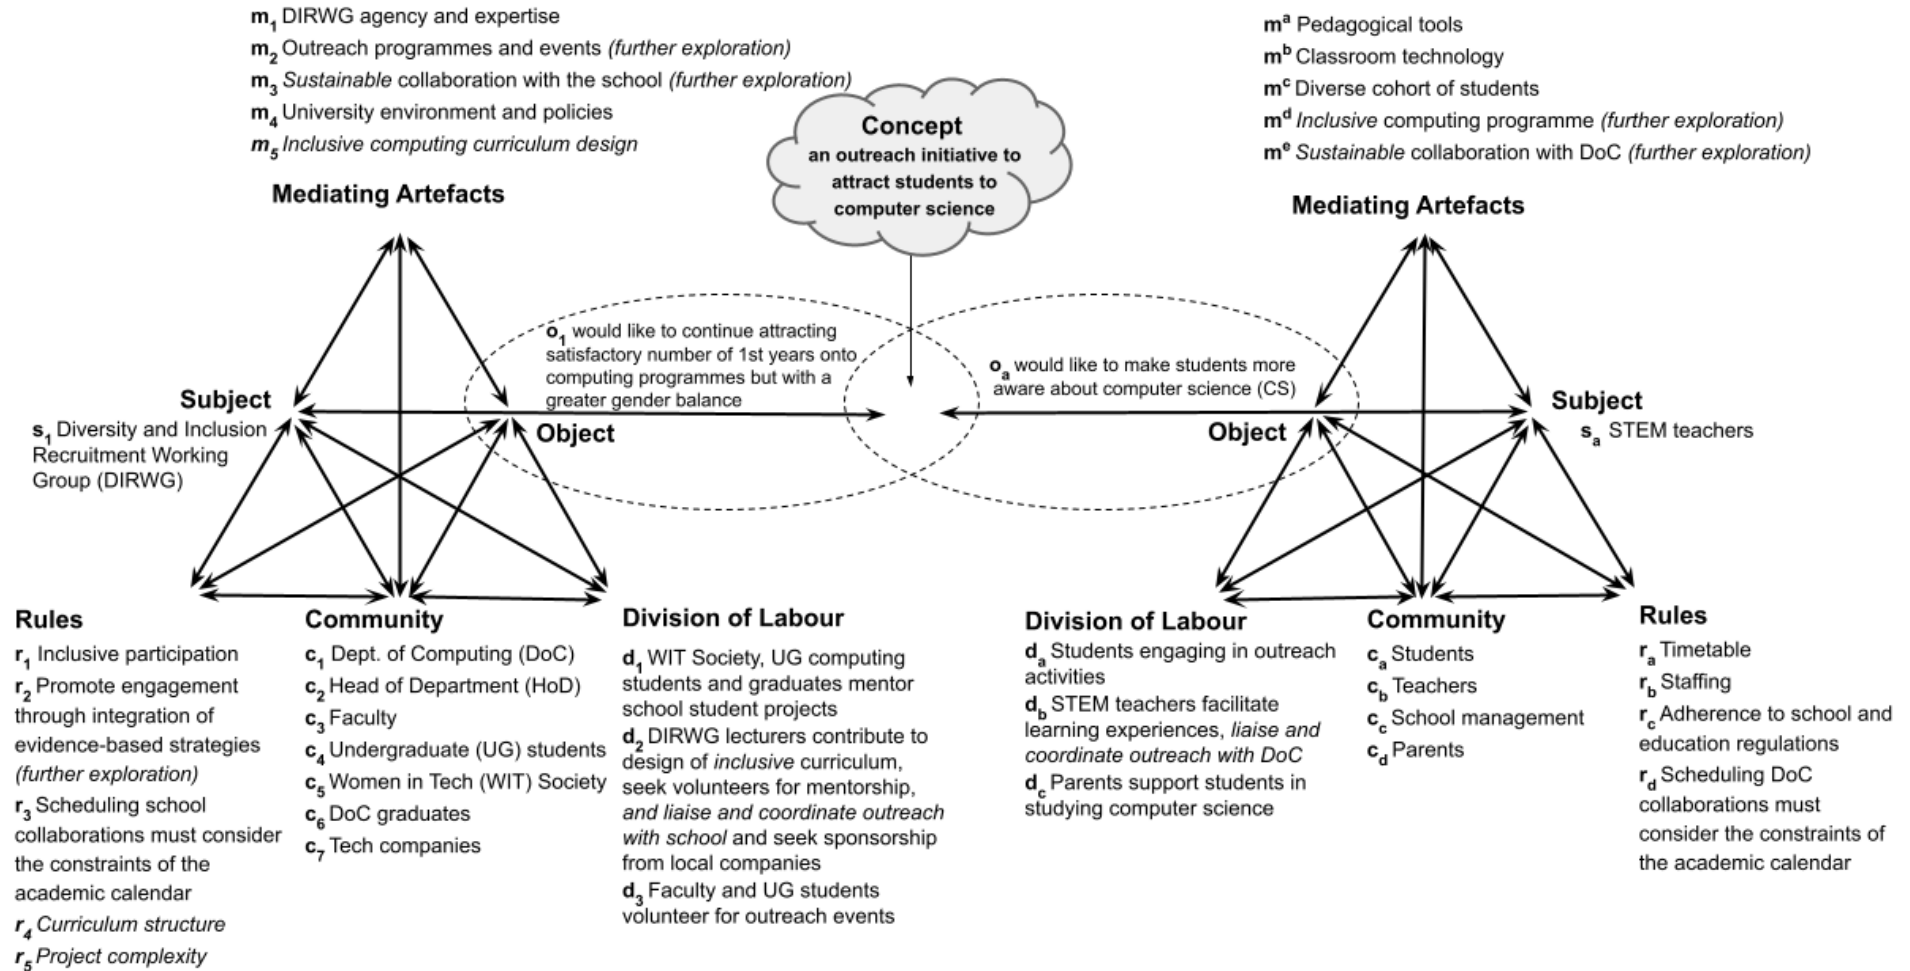 m1 DIRWG agency and expertise
m2 Outreach programmes and events (further exploration)
m3 Sustainable collaboration with the school (further exploration)
m4 University environment and policies
m5 Inclusive computing curriculum design
Mediating Artefacts
Concept
an outreach initiative to
attract students to
computer science
ma Pedagogical tools
mb Classroom technology
mc Diverse cohort of students
md Inclusive computing programme (further exploration)
me Sustainable collaboration with DoC (further exploration)
Mediating Artefacts
Subject
s1 Diversity and Inclusion
Recruitment Working
Group (DIRWG)
o1 would like to continue attracting
satisfactory number of 1st years onto
computing programmes but with a
greater gender balance
Object
oa would like to make students more
aware about computer science (CS)
Object
Subject
sa STEM teachers
Rules
r1 Inclusive participation
r2 Promote engagement
through integration of
evidence-based strategies
(further exploration)
r3 Scheduling school
collaborations must consider
the constraints of the
academic calendar
r4 Curriculum structure
r5 Project complexity
Community
c1 Dept. of Computing (DoC)
c2 Head of Department (HoD)
c3 Faculty
c4 Undergraduate (UG) students
c5 Women in Tech (WIT) Society
c6 DoC graduates
c7 Tech companies
Division of Labour
d1 WIT Society, UG computing
students and graduates mentor
school student projects
d2 DIRWG lecturers contribute to
design of inclusive curriculum,
seek volunteers for mentorship,
and liaise and coordinate outreach
with school and seek sponsorship
from local companies
d3 Faculty and UG students
volunteer for outreach events
Division of Labour
da Students engaging in outreach
activities
db STEM teachers facilitate
learning experiences, liaise and
coordinate outreach with DoC
dc Parents support students in
studying computer science
Community
ca Students
cb Teachers
cc School management
cd Parents
Rules
ra Timetable
rb Staffing
rc Adherence to school and
education regulations
rd Scheduling DoC
collaborations must
consider the constraints of
the academic calendar